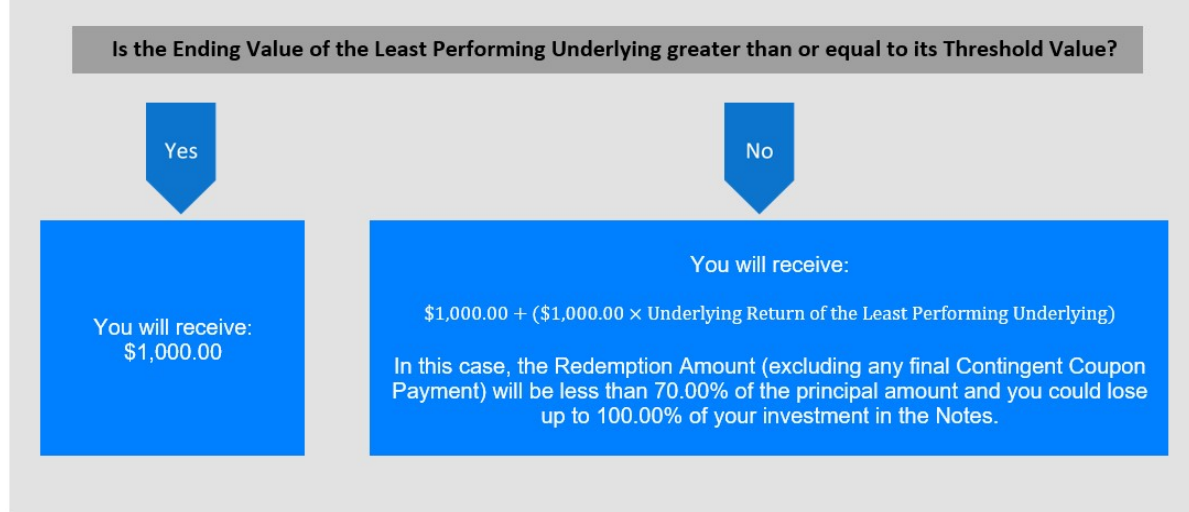 Is the Ending Value of the Least Performing Underlying greater than or equal to its Threshold Value?
Yes
No
You will receive:
$1,000.00
You will receive:
$1,000.00 + ($1,000.00 × Underlying Return of the Least Performing Underlying)
In this case, the Redemption Amount (excluding any final Contingent Coupon
Payment) will be less than 70.00% of the principal amount and you could lose
up to 100.00% of your investment in the Notes.